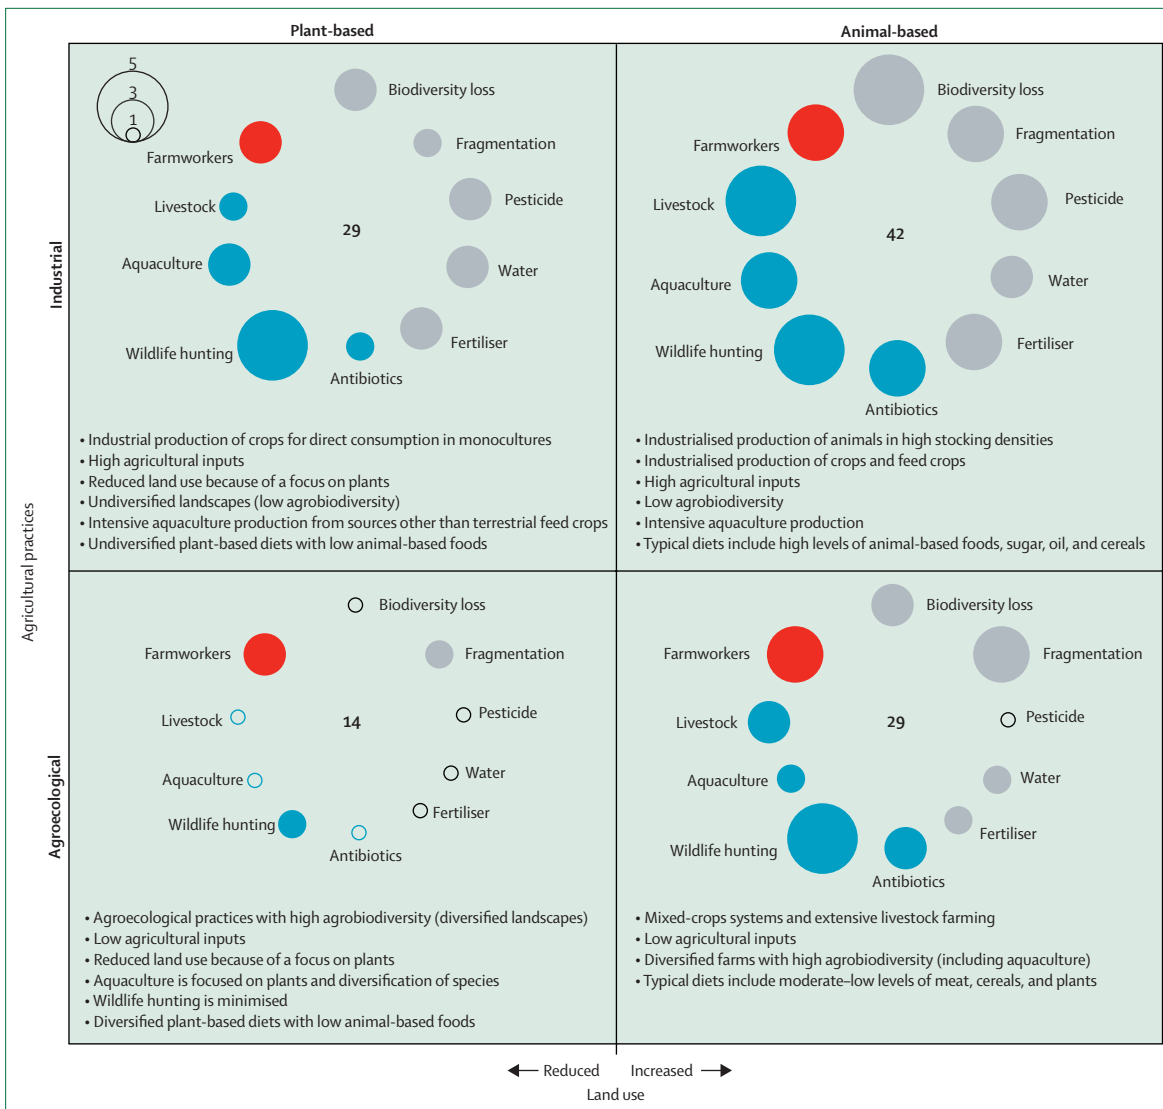 Plant-based
Animal-based
Agricultural practices
Industrial
5
3
1
Biodiversity loss
Farmworkers
Fragmentation
Livestock
Pesticide
29
Aquaculture
Water
Wildlife hunting
Fertiliser
Antibiotics
• Industrial production of crops for direct consumption in monocultures
• High agricultural inputs
• Reduced land use because of a focus on plants
• Undiversified landscapes (low agrobiodiversity)
• Intensive aquaculture production from sources other than terrestrial feed crops
• Undiversified plant-based diets with low animal-based foods
Biodiversity loss
Farmworkers
Fragmentation
Livestock
Pesticide
42
Aquaculture
Water
Wildlife hunting
Fertiliser
Antibiotics
• Industrialised production of animals in high stocking densities
• Industrialised production of crops and feed crops
• High agricultural inputs
• Low agrobiodiversity
• Intensive aquaculture production
• Typical diets include high levels of animal-based foods, sugar, oil, and cereals
Agroecological
Biodiversity loss
Farmworkers
Fragmentation
Livestock
Pesticide
14
Aquaculture
Water
Wildlife hunting
Fertiliser
Antibiotics
• Agroecological practices with high agrobiodiversity (diversified landscapes)
• Low agricultural inputs
• Reduced land use because of a focus on plants
• Aquaculture is focused on plants and diversification of species
• Wildlife hunting is minimised
• Diversified plant-based diets with low animal-based foods
Biodiversity loss
Farmworkers
Fragmentation
Livestock
Pesticide
29
Aquaculture
Water
Wildlife hunting
Fertiliser
Antibiotics
• Mixed-crops systems and extensive livestock farming
• Low agricultural inputs
• Diversified farms with high agrobiodiversity (including aquaculture)
• Typical diets include moderate–low levels of meat, cereals, and plants
Reduced
Increased
Land use